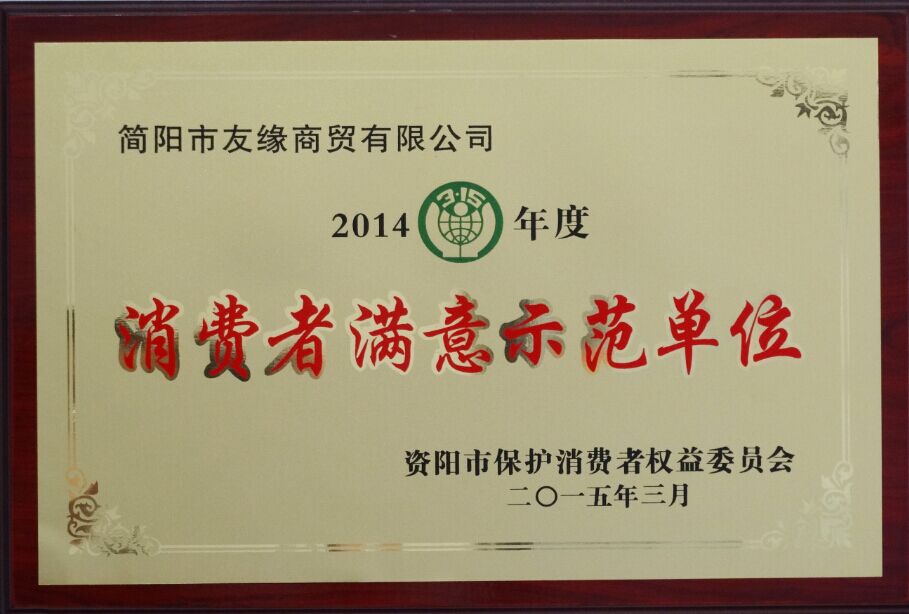 简阳市友缘商贸有限公司
2014 3·15 年度
消费者满意示范单位
资阳市保护消费者权益委员会
二〇一五年三月